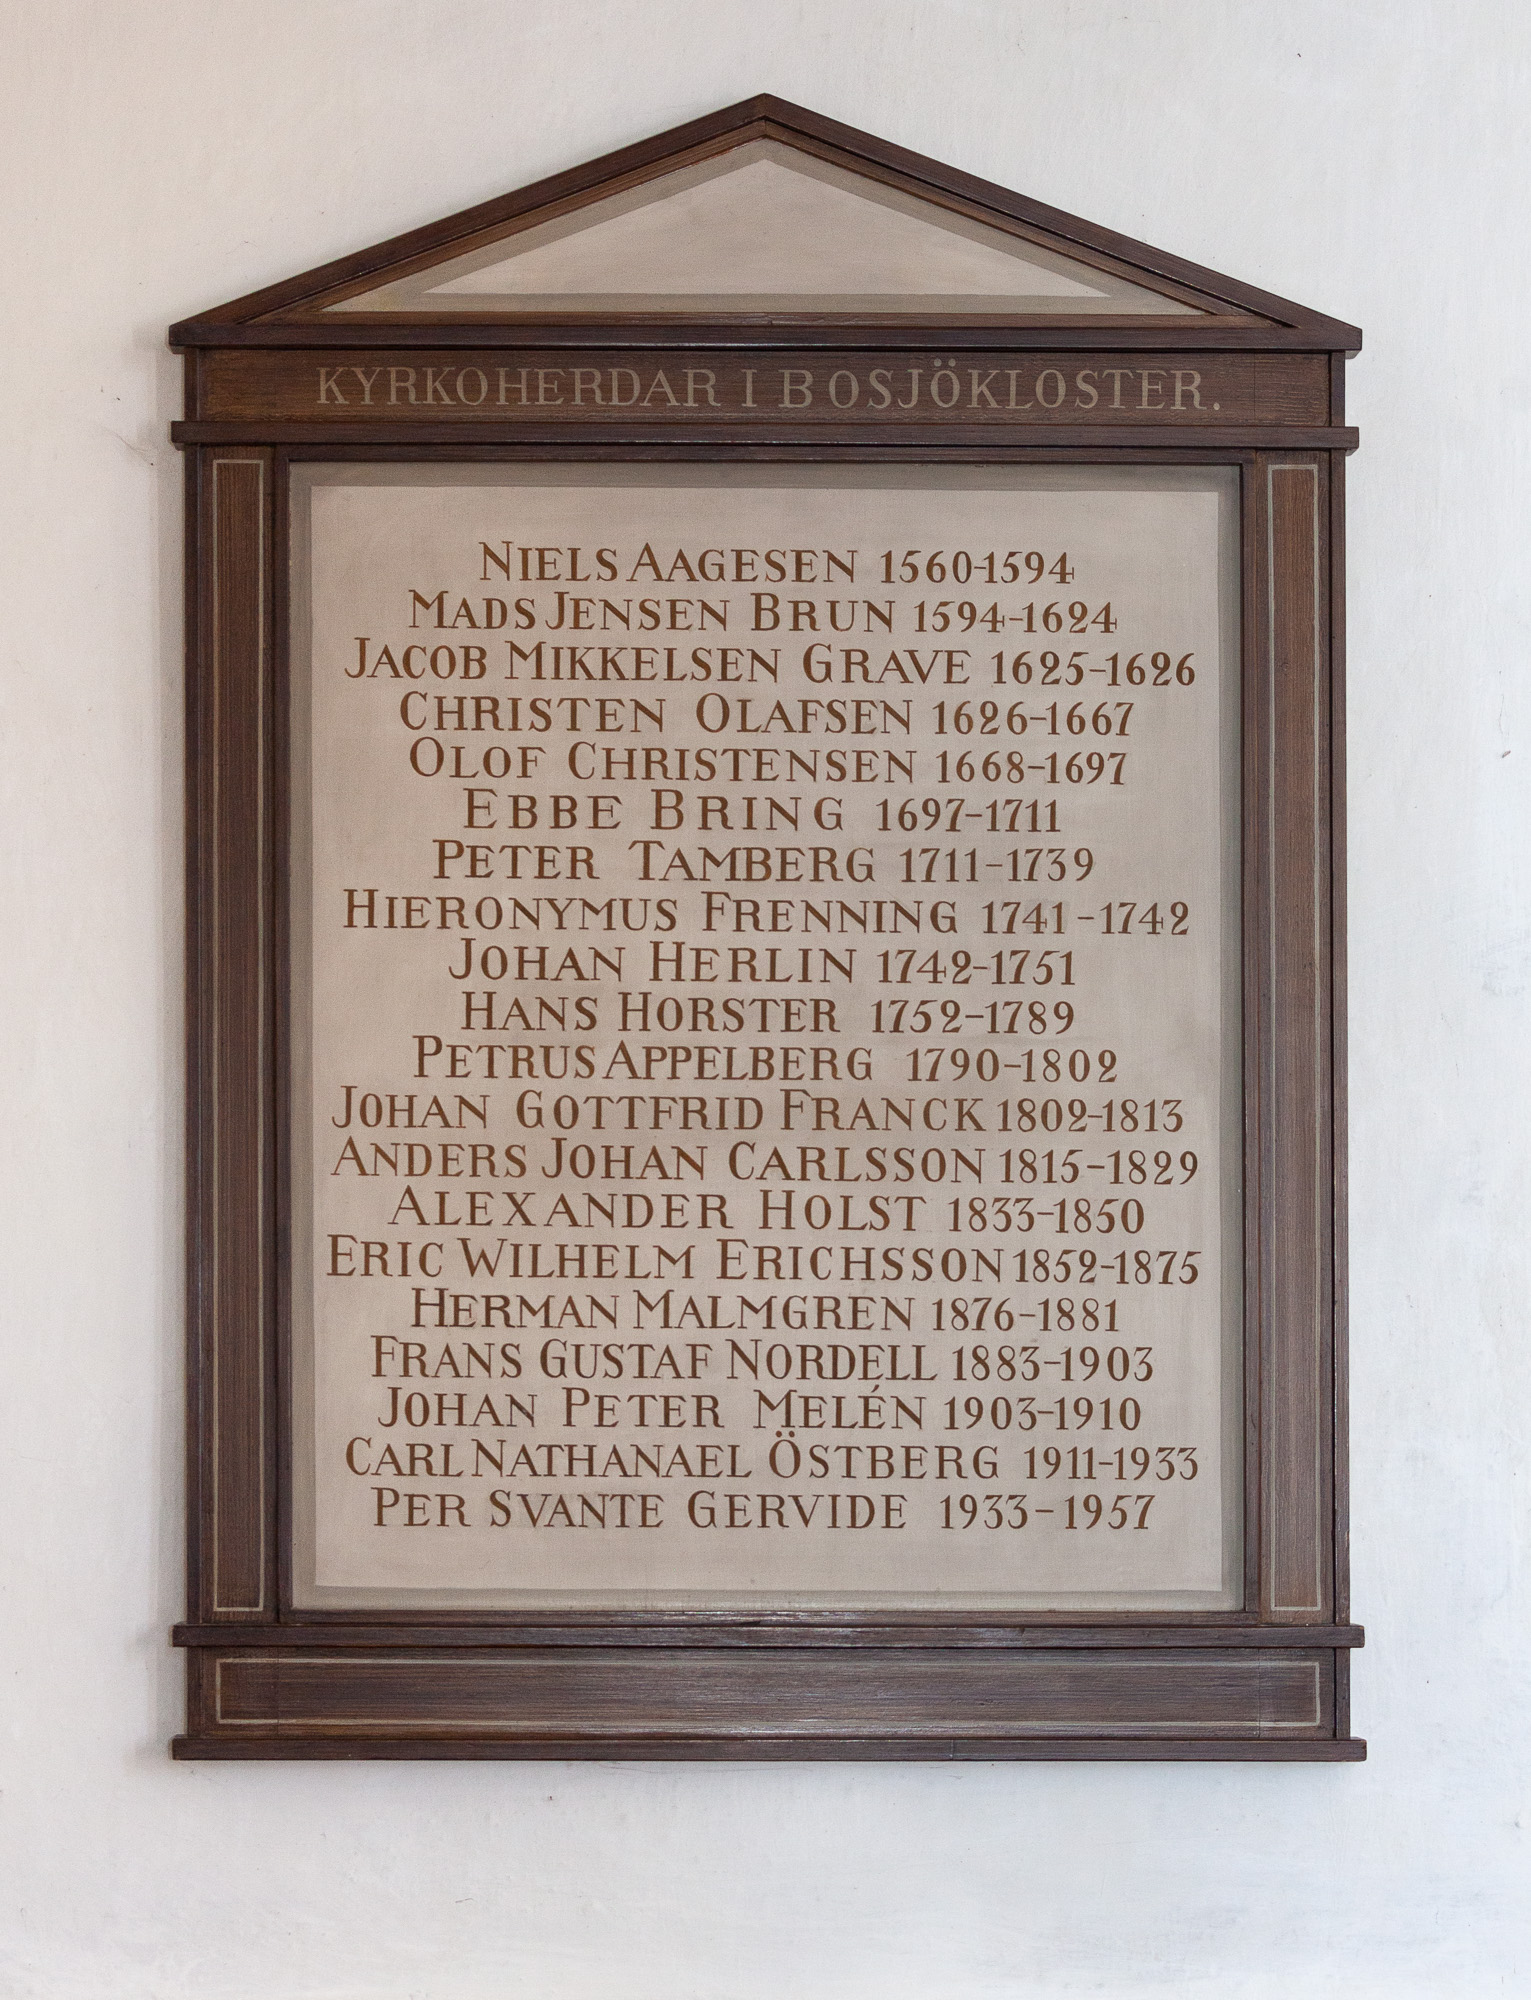 KYRKOHERDAR I BOSJÖKLOSTER.
NIELS AAGESEN 1560-1594
MADS JENSEN BRUN 1594-1624
JACOB MIKKELSEN GRAVE 1625-1626
CHRISTEN OLAFSEN 1626-1667
OLOF CHRISTENSEN 1668-1697
EBBE BRING 1697-1711
PETER TAMBERG 1711-1739
HIERONYMUS FRENNING 1741-1742
JOHAN HERLIN 1742-1751
HANS HORSTER 1752-1789
PETRUS APPELBERG 1790-1802
JOHAN GOTTFRID FRANCK 1802-1813
ANDERS JOHAN CARLSSON 1815-1829
ALEXANDER HOLST 1833-1850
ERIC WILHELM ERICHSSON 1852-1875
HERMAN MALMGREN 1876-1881
FRANS GUSTAF NORDELL 1883-1903
JOHAN PETER MELÉN 1903-1910
CARL NATHANAEL ÖSTBERG 1911-1933
PER SVANTE GERVIDE 1933-1957